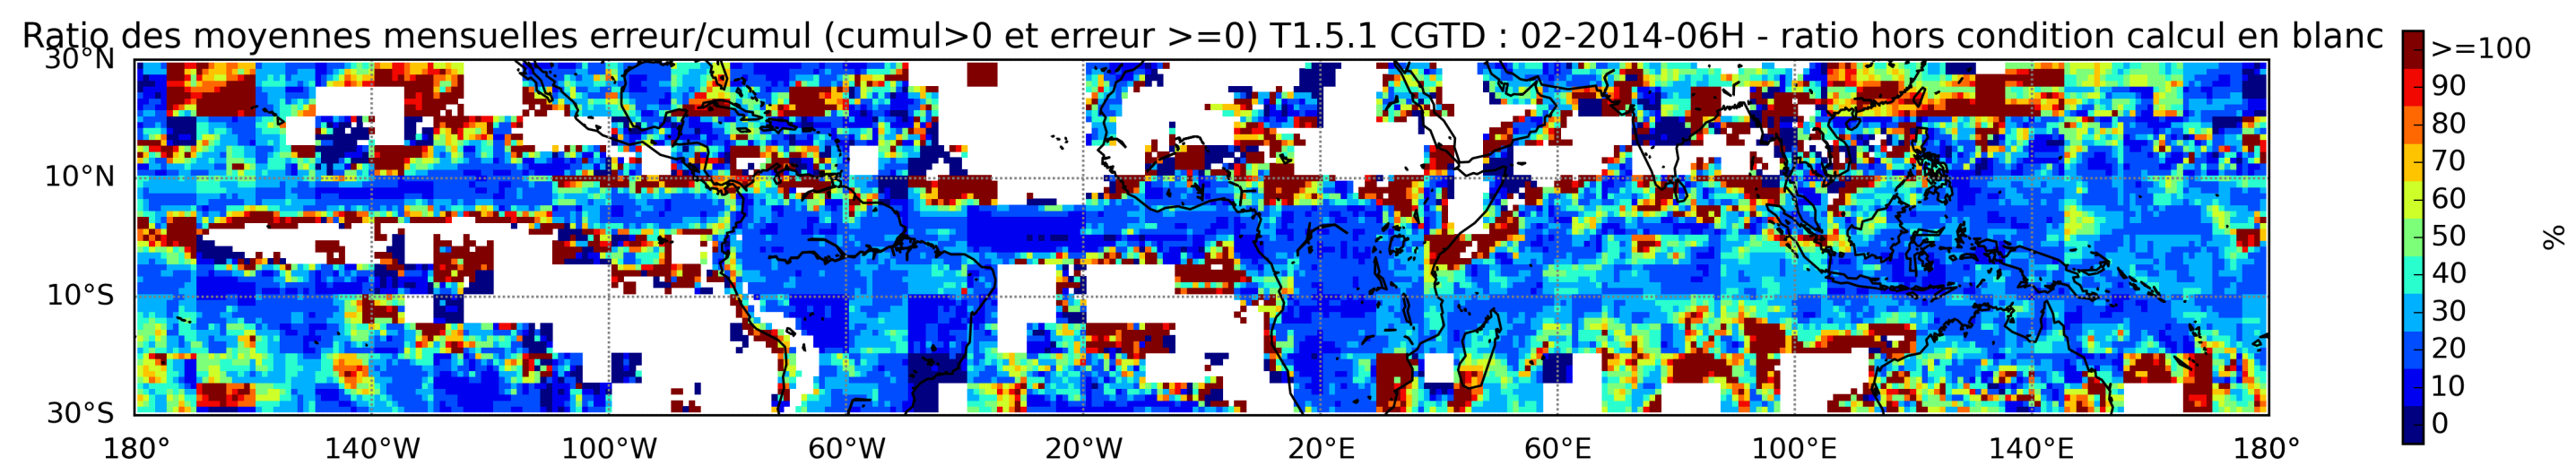 Ratio des moyennes mensuelles erreur/cumul (cumul>0 et erreur >=0) T1.5.1 CGTD : 02-2014-06H - ratio hors condition calcul en blanc
30°N
10°N
10°S
30°S
180°
140°W
100°W
60°W
20°W
20°E
60°E
100°E
140°E
180°
>=100
90
80
70
60
50
40
30
20
10
0
%